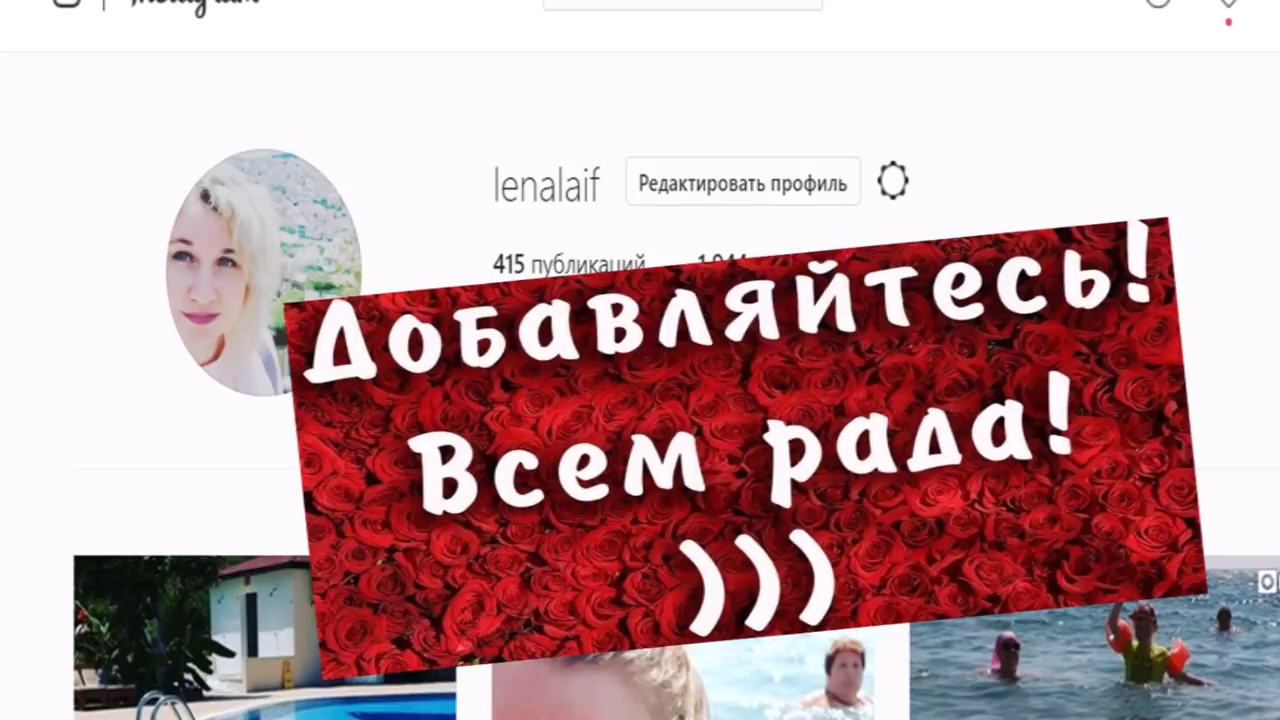 lenalaif
Редактировать профиль
415 публикаций
Добавляйтесь!
Всем рада!
)))